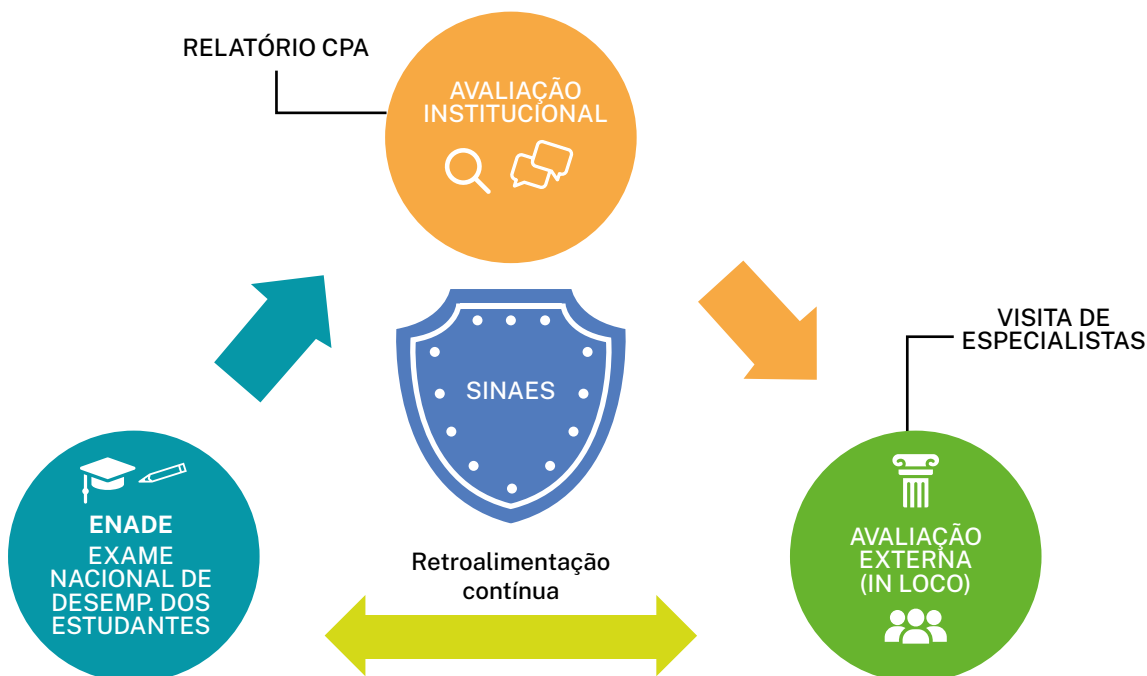 RELATÓRIO CPA
AVALIAÇÃO
INSTITUCIONAL
VISITA DE
ESPECIALISTAS
SINAES
ENADE
EXAME
NACIONAL DE
DESEMP. DOS
ESTUDANTES
Retroalimentação
contínua
AVALIAÇÃO
EXTERNA
(IN LOCO)